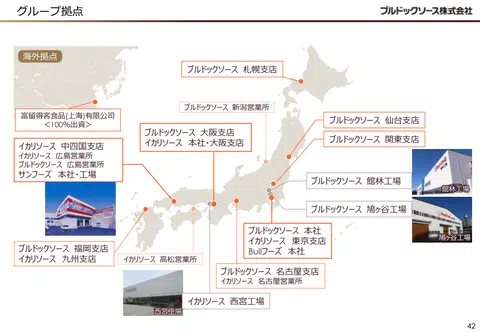 グループ拠点
ブルドックソース株式会社
海外拠点
富留得客食品(上海)有限公司
<100%出資>
ブルドックソース 札幌支店
ブルドックソース 新潟営業所
ブルドックソース 仙台支店
ブルドックソース 関東支店
ブルドックソース 大阪支店
イカリソース 本社・大阪支店
イカリソース 中四国支店
イカリソース 広島営業所
ブルドックソース 広島営業所
サンフーズ 本社・工場
ブルドックソース 館林工場
館林工場
ブルドックソース 鳩ヶ谷工場
鳩ヶ谷工場
ブルドックソース 本社
イカリソース 東京支店
Bullフーズ 本社
ブルドックソース 福岡支店
イカリソース 九州支店
イカリソース 高松営業所
ブルドックソース 名古屋支店
イカリソース 名古屋営業所
イカリソース 西宮工場
西宮工場
42